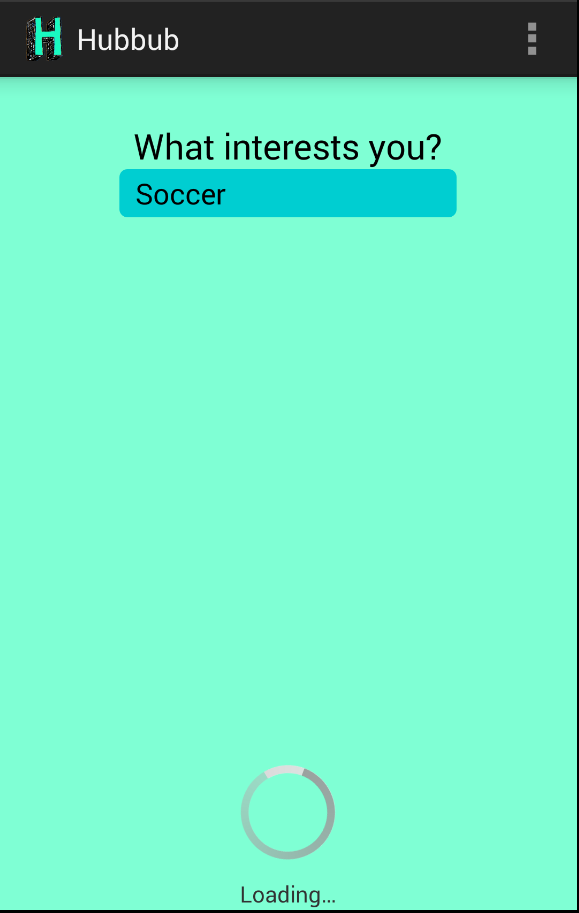 H Hubbub
What interests you?
Soccer
Loading...